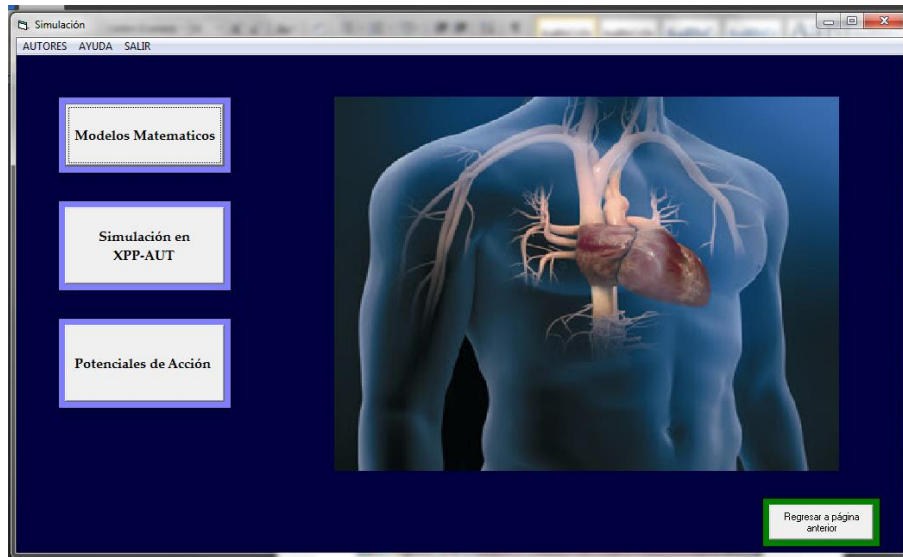 Simulación
AUTORES AYUDA SALIR
Modelos Matematicos
Simulación en
XPP-AUT
Potenciales de Acción
Regresar a página
anterior